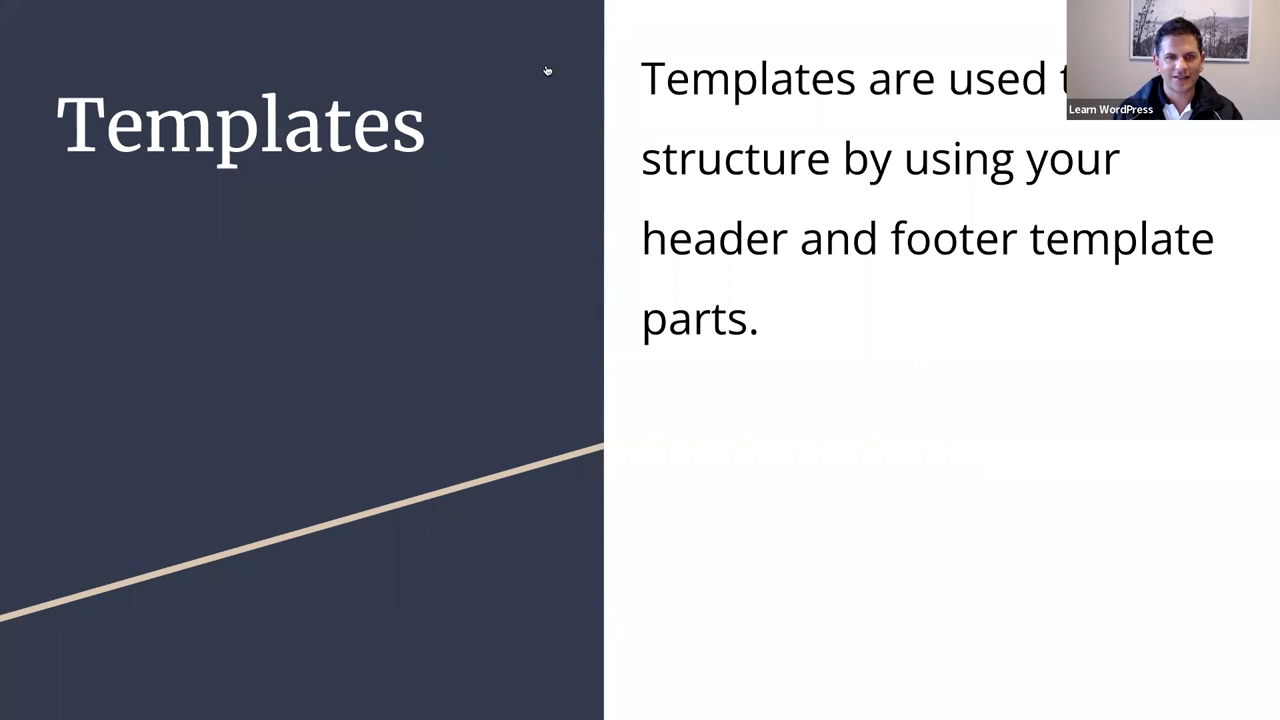 Templates
Templates are used
structure by using your
header and footer template
parts.
Learn WordPress